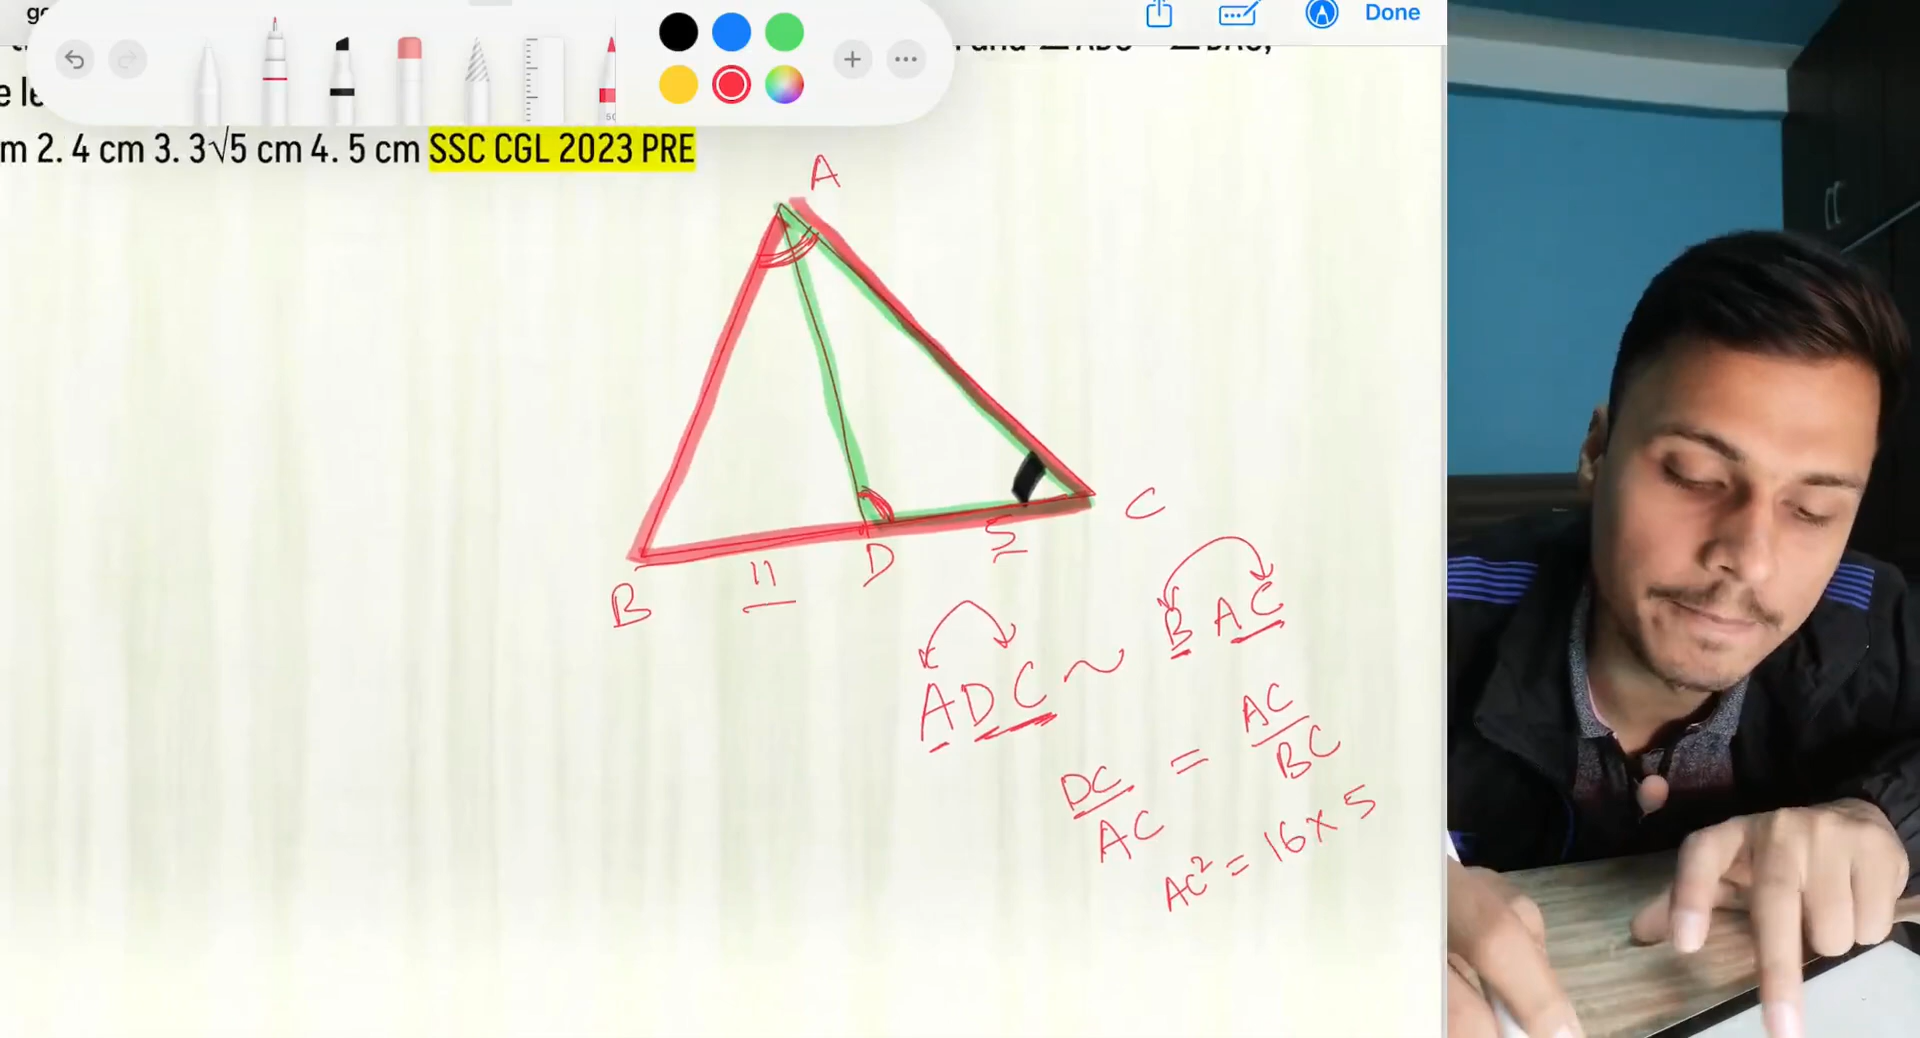 Done
m 2. 4 cm 3. 3√5 cm 4. 5 cm SSC CGL 2023 PRE
A
C
5
D
11
B
ADC ~ BAC
DC/AC = AC/BC
AC² = 16 × 5